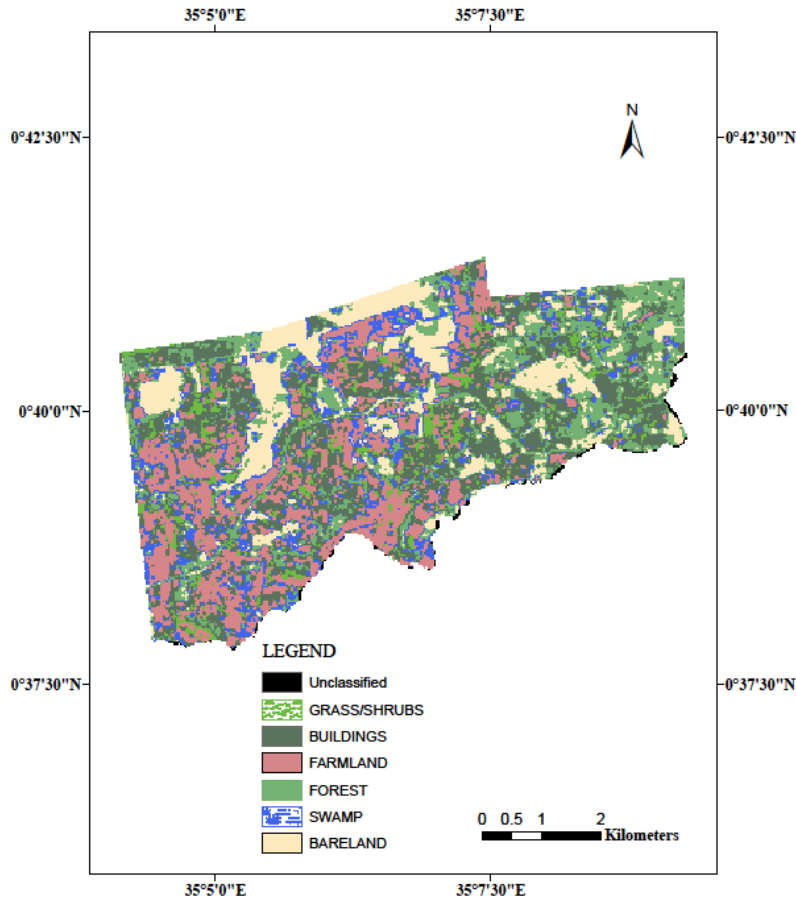 35°5'0"E 35°7'30"E
N
0°42'30"N 0°42'30"N
0°40'0"N 0°40'0"N
0°37'30"N 0°37'30"N
LEGEND
Unclassified
GRASS/SHRUBS
BUILDINGS
FARMLAND
FOREST
SWAMP
BARELAND
0 0.5 1 2
Kilometers
35°5'0"E 35°7'30"E